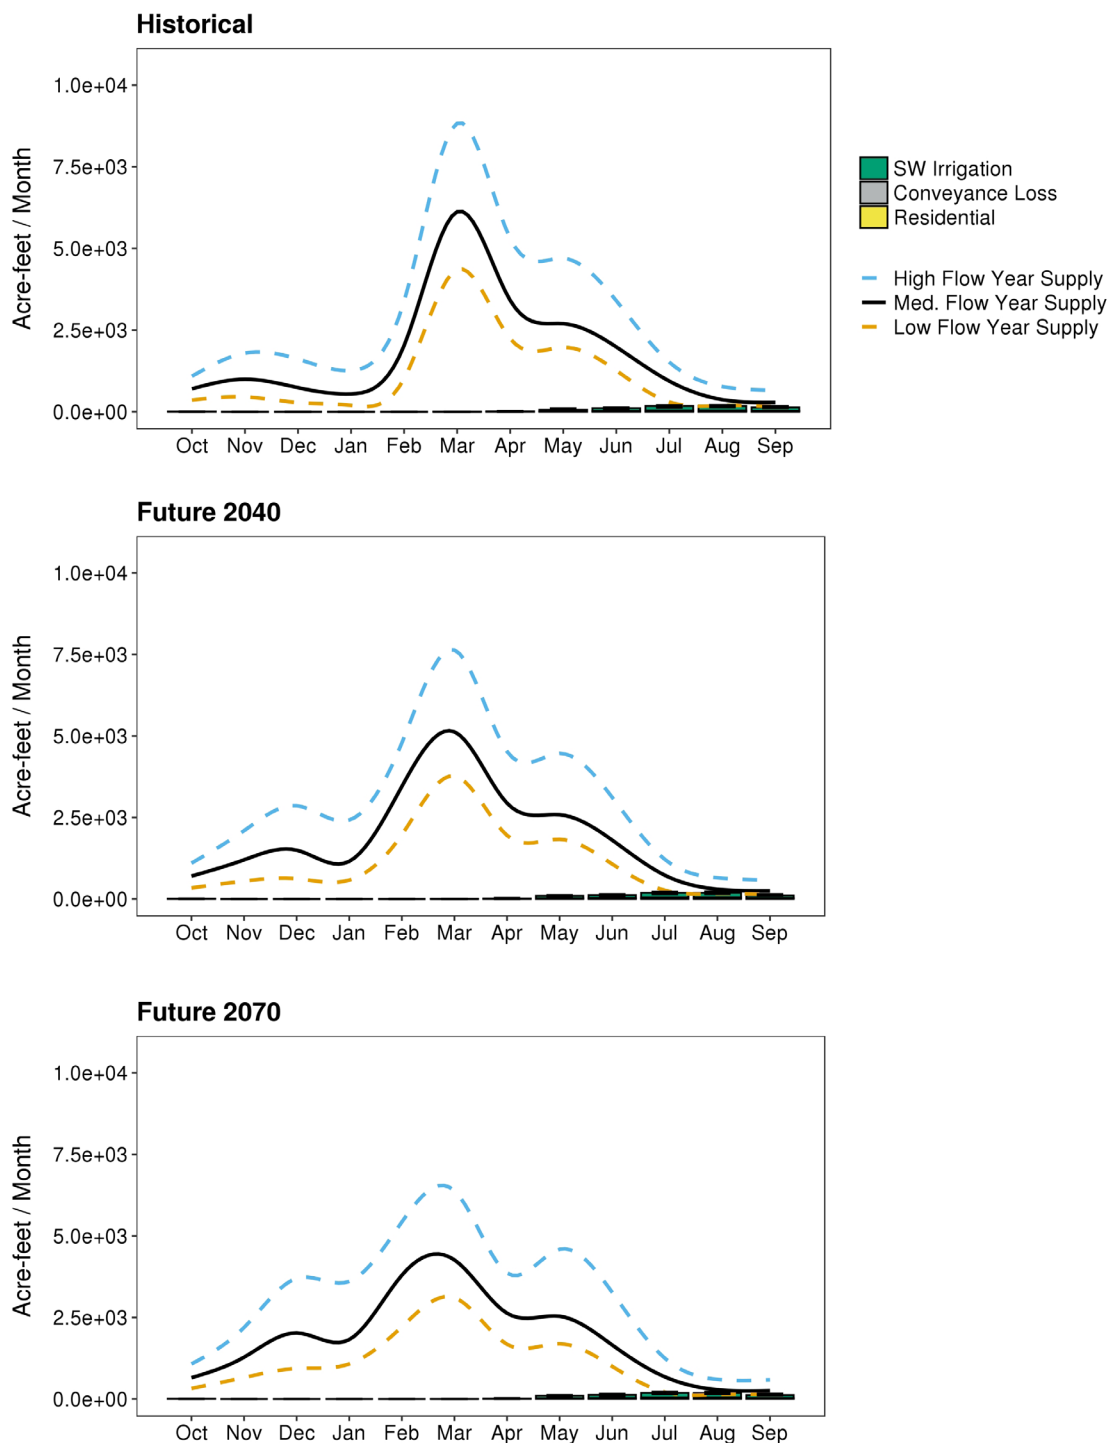 Historical
Acre-feet / Month
1.0e+04
7.5e+03
5.0e+03
2.5e+03
0.0e+00
Oct Nov Dec Jan Feb Mar Apr May Jun Jul Aug Sep
SW Irrigation
Conveyance Loss
Residential
High Flow Year Supply
Med. Flow Year Supply
Low Flow Year Supply
Future 2040
Acre-feet / Month
1.0e+04
7.5e+03
5.0e+03
2.5e+03
0.0e+00
Oct Nov Dec Jan Feb Mar Apr May Jun Jul Aug Sep
Future 2070
Acre-feet / Month
1.0e+04
7.5e+03
5.0e+03
2.5e+03
0.0e+00
Oct Nov Dec Jan Feb Mar Apr May Jun Jul Aug Sep